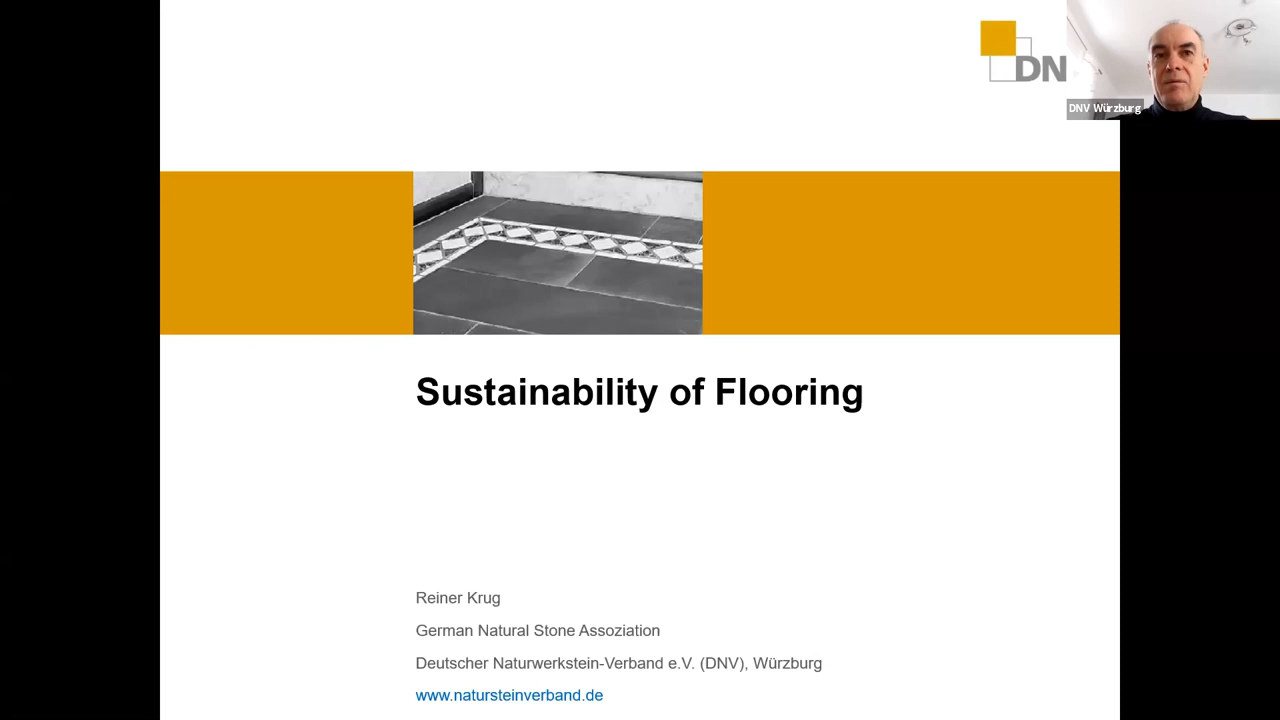 DN
DNV Würzburg
Sustainability of Flooring
Reiner Krug
German Natural Stone Assoziation
Deutscher Naturwerkstein-Verband e.V. (DNV), Würzburg
www.natursteinverband.de